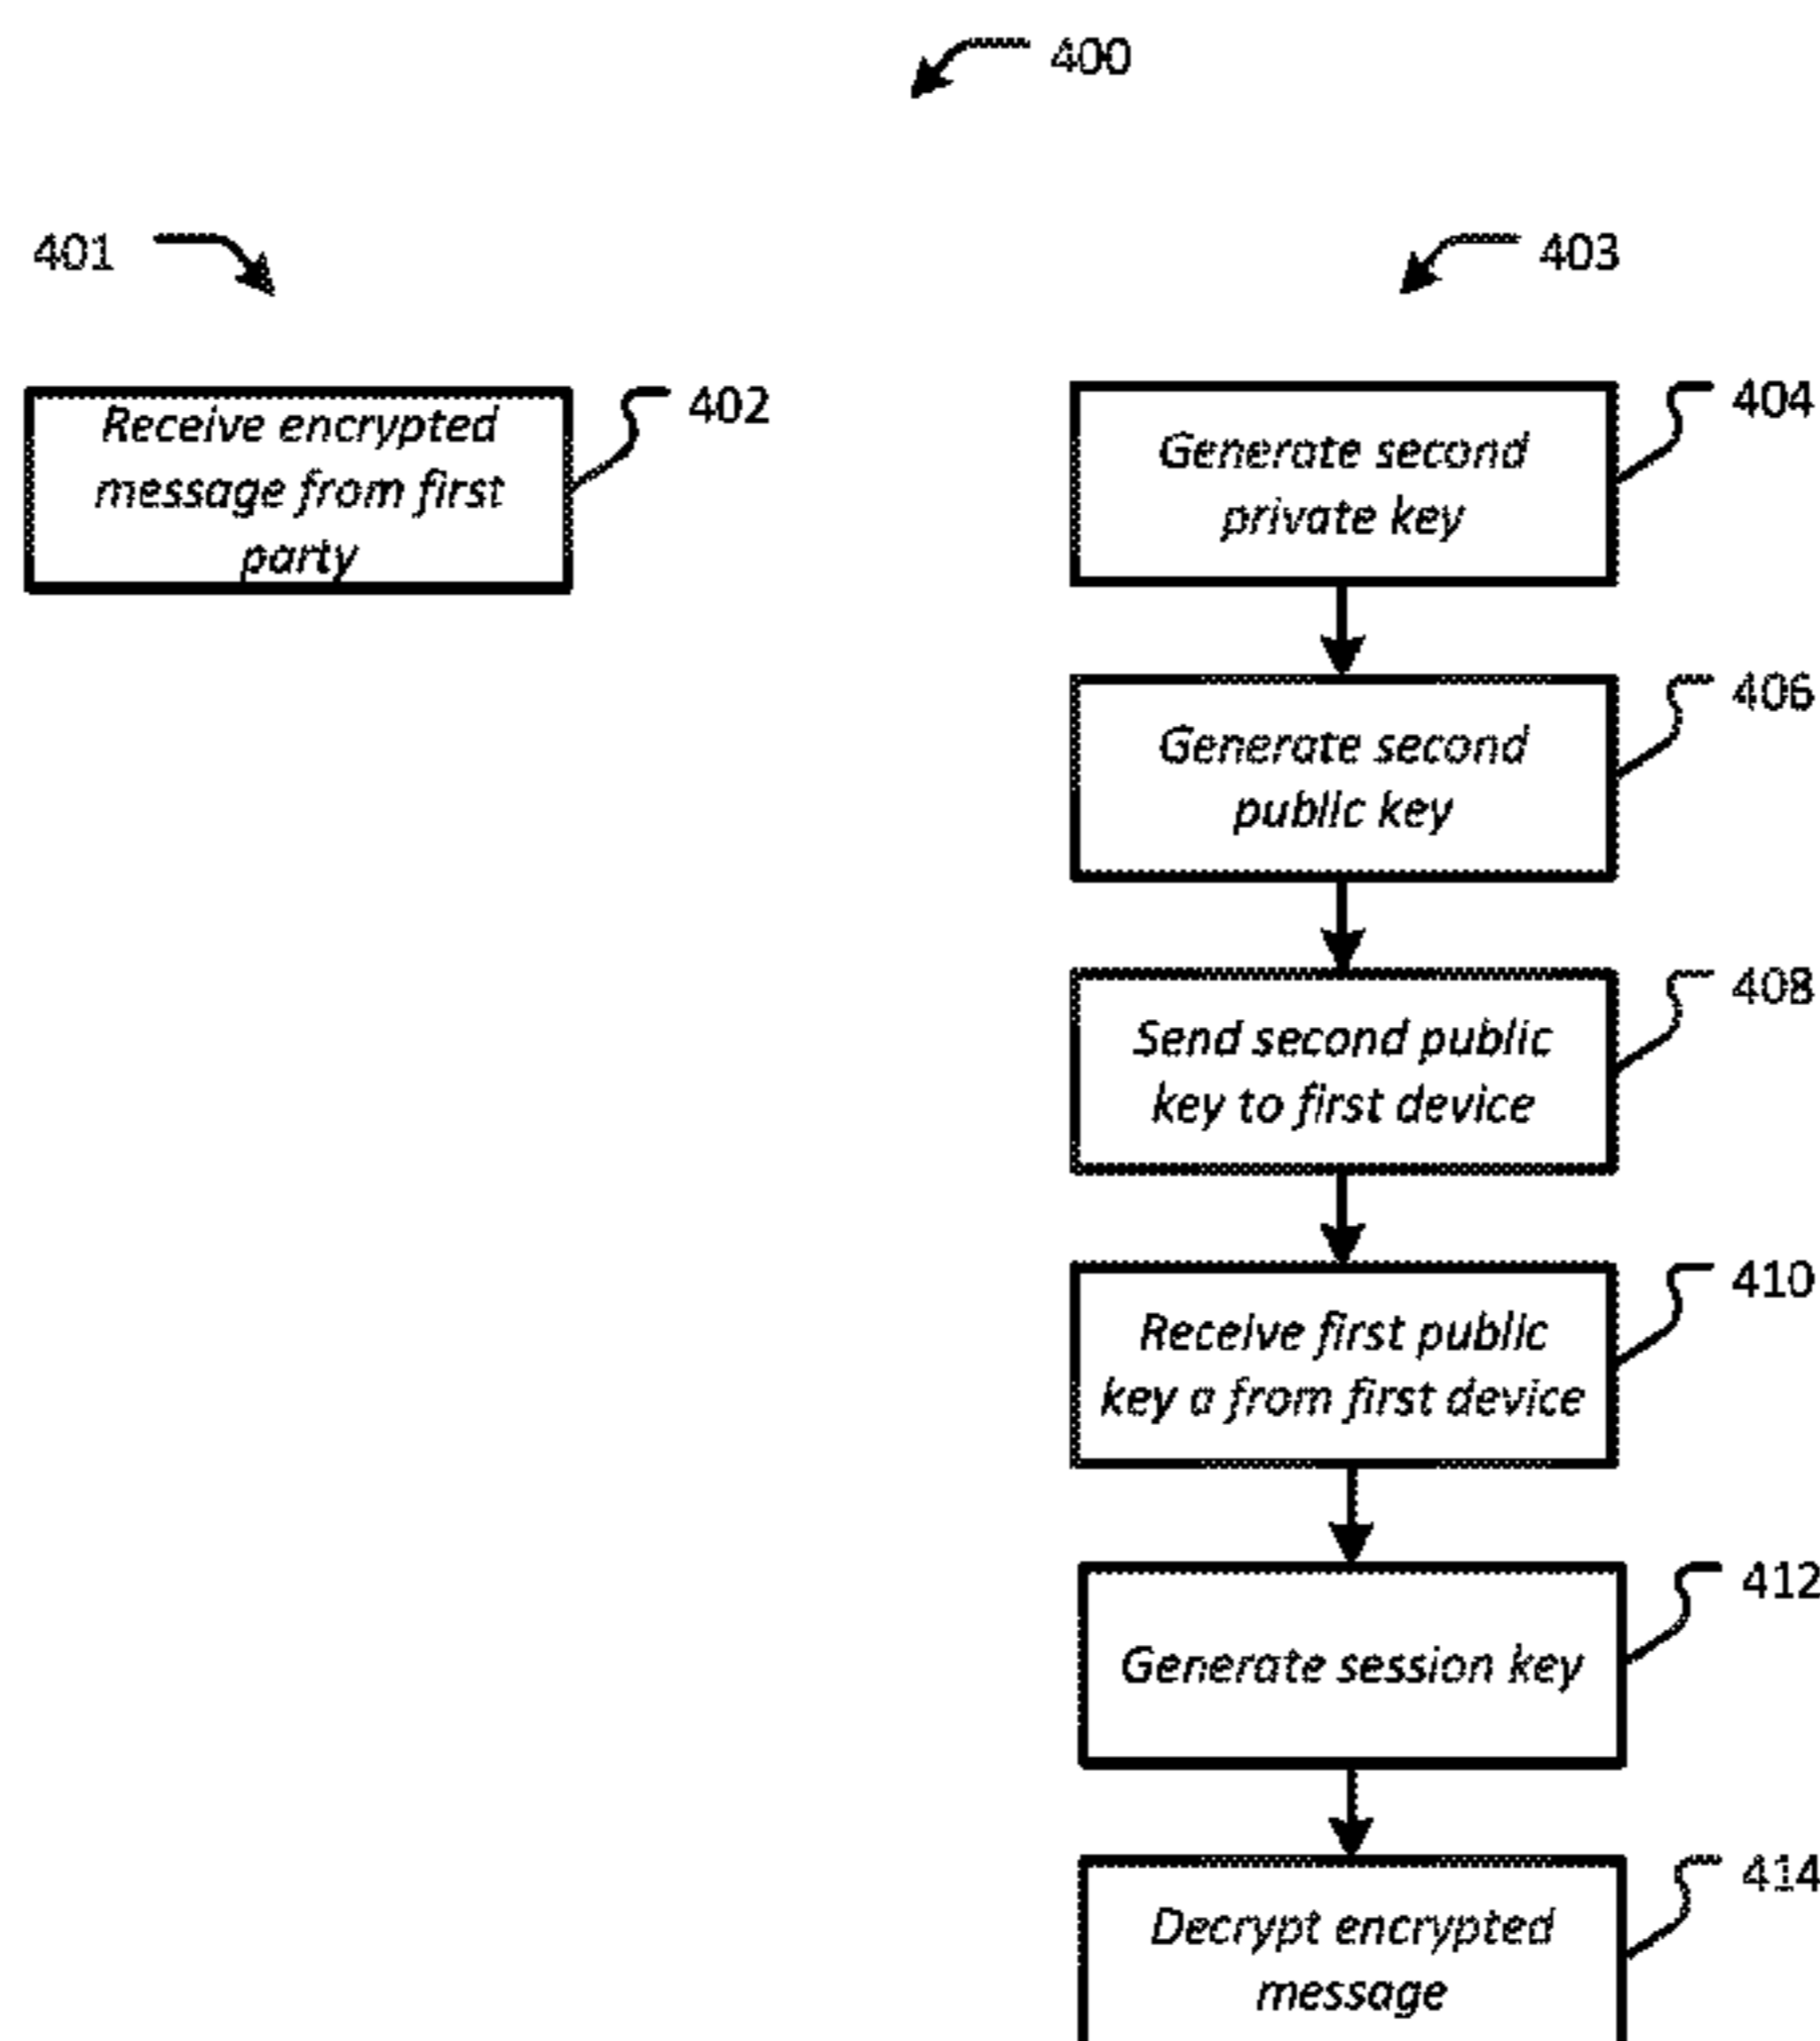 400
401
403
Receive encrypted
message from first
party
402
Generate second
private key
404
Generate second
public key
406
Send second public
key to first device
408
Receive first public
key a from first device
410
Generate session key
412
Decrypt encrypted
message
414